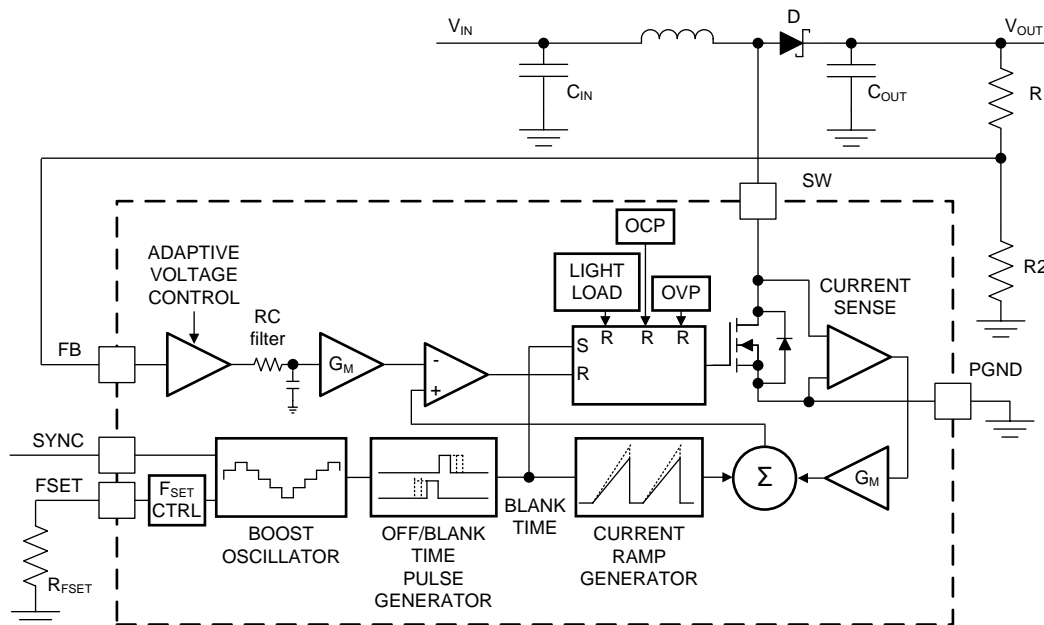 VIN
D
VOUT
CIN
COUT
R
SW
R2
OCP
LIGHT
LOAD
OVP
CURRENT
SENSE
ADAPTIVE
VOLTAGE
CONTROL
RC
filter
FB
GM
-
+
S
R
R R R
PGND
SYNC
FSET
FSET
CTRL
RFSET
BOOST
OSCILLATOR
OFF/BLANK
TIME
PULSE
GENERATOR
BLANK
TIME
CURRENT
RAMP
GENERATOR
Σ
GM